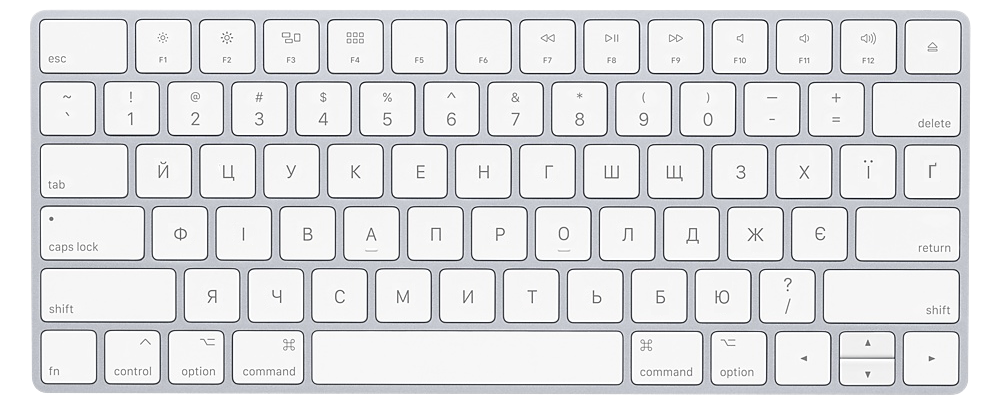 esc F1 F2 F3 F4 F5 F6 F7 F8 F9 F10 F11 F12
~ ! @ # $ % ^ & * ( ) — +
` 1 2 3 4 5 6 7 8 9 0 - = delete
tab Й Ц У К Е Н Г Ш Щ З Х Ї Ґ
caps lock Ф І В А П Р О Л Д Ж Є return
shift Я Ч С М И Т Ь Б Ю ? / shift
fn control option command command option